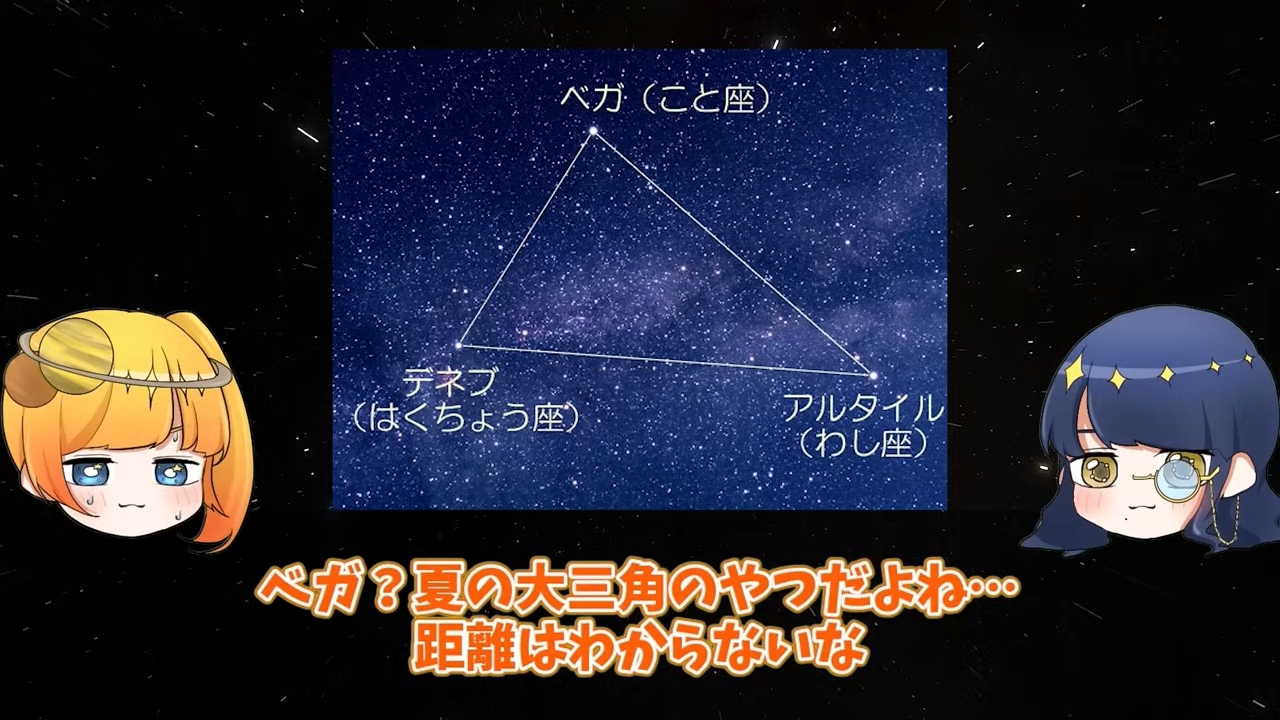 ベガ（こと座）
デネブ
（はくちょう座）
アルタイル
（わし座）
ベガ？夏の大三角のやつだよね…
距離はわからないな